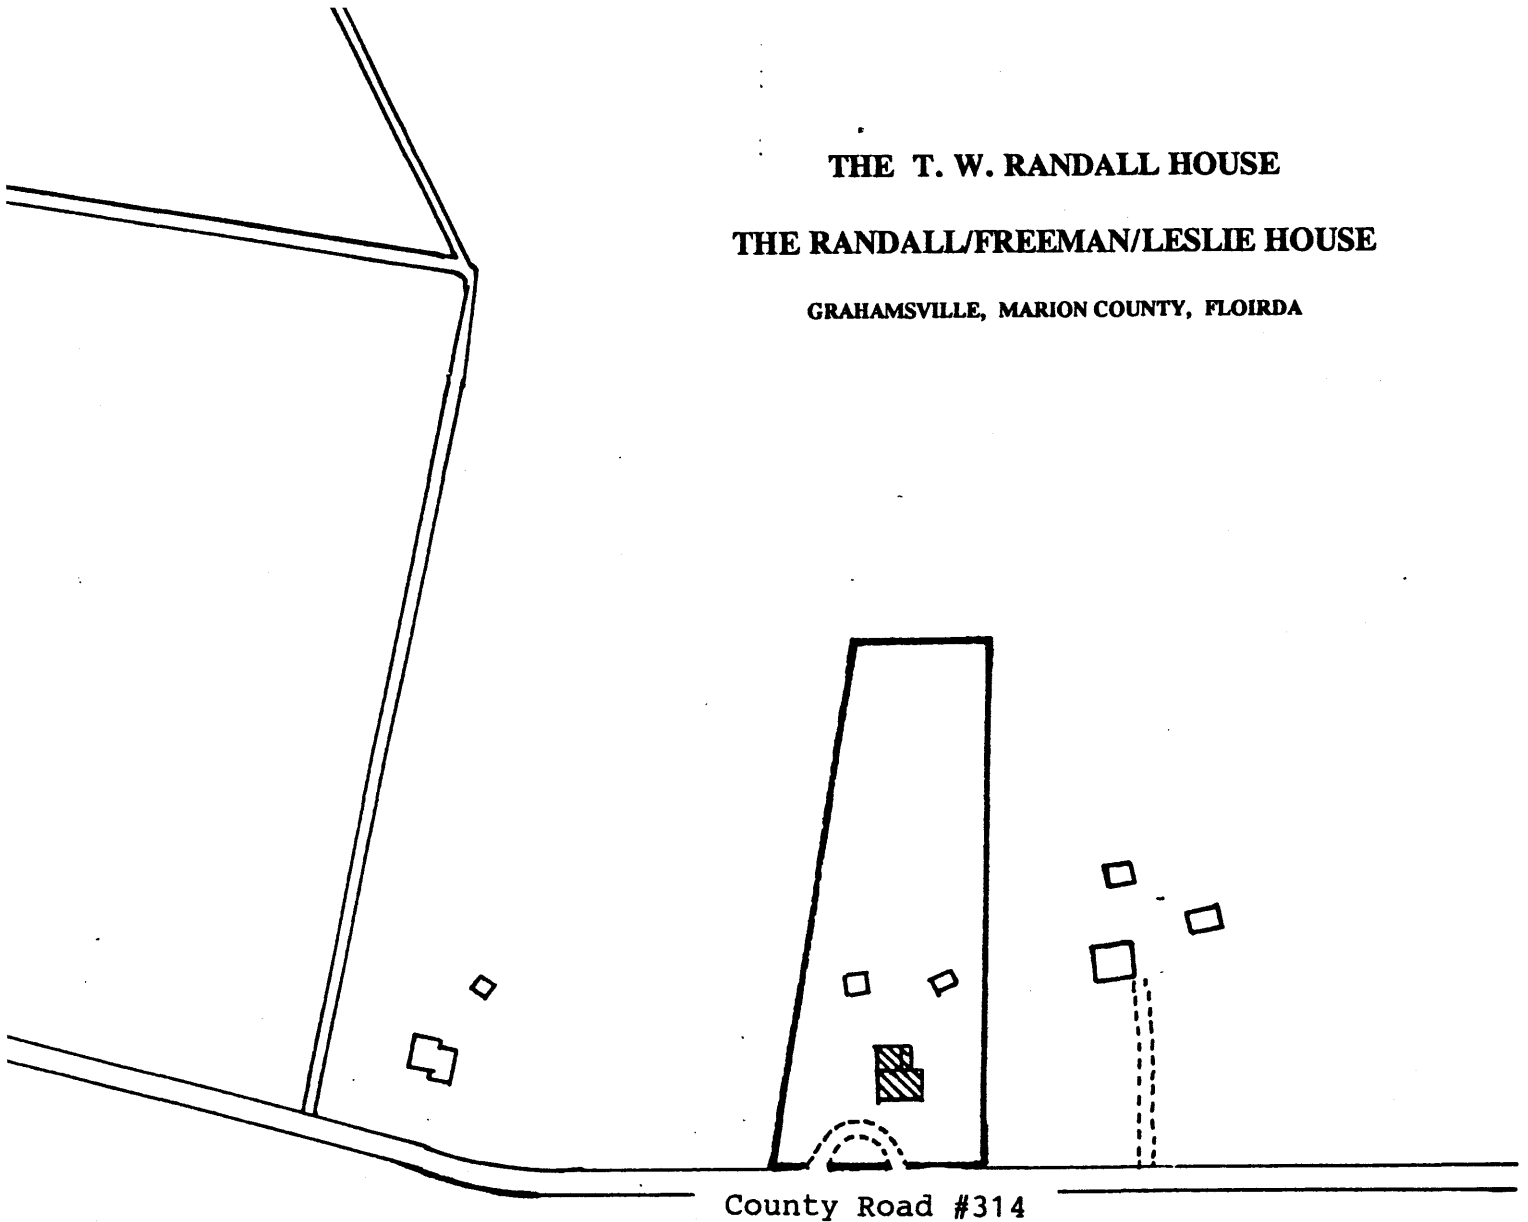 THE T. W. RANDALL HOUSE
THE RANDALL/FREEMAN/LESLIE HOUSE
GRAHAMSVILLE, MARION COUNTY, FLOIRDA
County Road #314